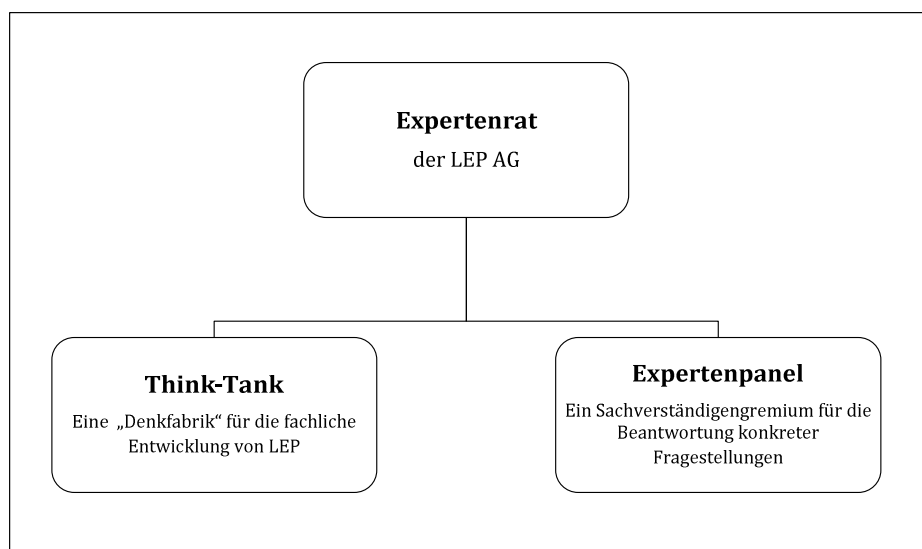 Expertenrat
der LEP AG
Think-Tank
Eine „Denkfabrik“ für die fachliche
Entwicklung von LEP
Expertenpanel
Ein Sachverständigengremium für die
Beantwortung konkreter
Fragestellungen